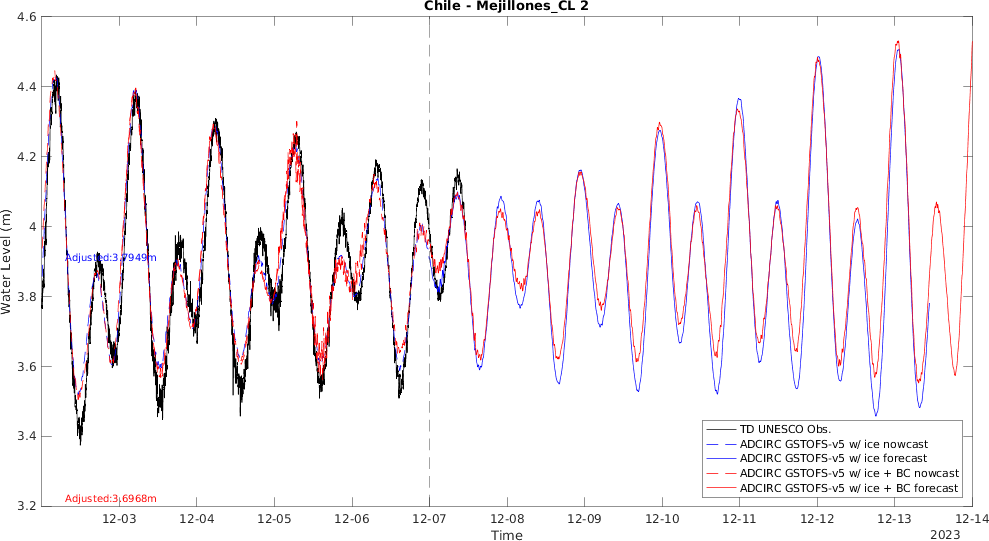 Chile - Mejillones_CL 2
4.6
4.4
4.2
4
3.8
3.6
3.4
3.2
Water Level (m)
Adjusted:3.7949m
Adjusted:3.6968m
TD UNESCO Obs.
ADCIRC GSTOFS-v5 w/ ice nowcast
ADCIRC GSTOFS-v5 w/ ice forecast
ADCIRC GSTOFS-v5 w/ ice + BC nowcast
ADCIRC GSTOFS-v5 w/ ice + BC forecast
12-03 12-04 12-05 12-06 12-07 12-08 12-09 12-10 12-11 12-12 12-13 12-14
Time
2023